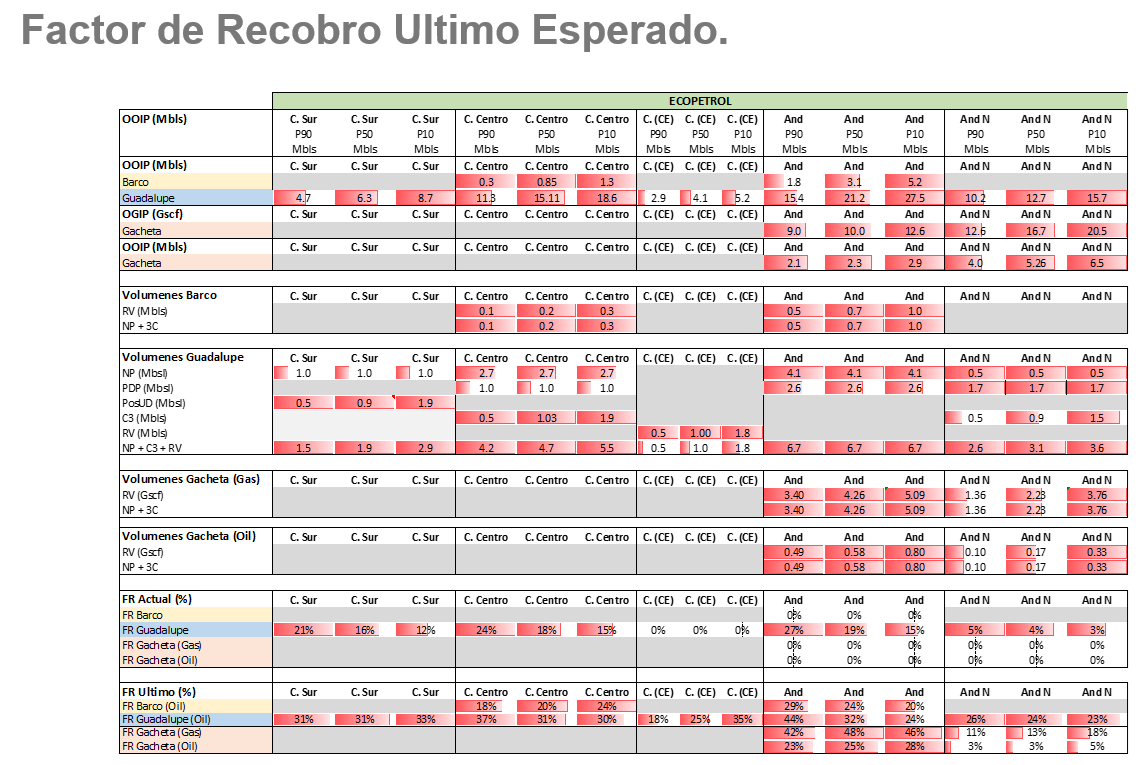 Factor de Recobro Ultimo Esperado.
ECOPETROL
OOIP (Mbls) C. Sur C. Sur C. Sur C. Centro C. Centro C. Centro C. (CE) C. (CE) C. (CE) And And And And N And N And N
P90 P50 P10 P90 P50 P10 P90 P50 P10 P90 P50 P10 P90 P50 P10
Mbls Mbls Mbls Mbls Mbls Mbls Mbls Mbls Mbls Mbls Mbls Mbls Mbls Mbls Mbls
OOIP (Mbls) C. Sur C. Sur C. Sur C. Centro C. Centro C. Centro C. (CE) C. (CE) C. (CE) And And And And N And N And N
Barco 0.3 0.85 1.3 1.8 3.1 5.2
Guadalupe 4.7 6.3 8.7 11.3 15.11 18.6 2.9 4.1 5.2 15.4 21.2 27.5 10.2 12.7 15.7
OGIP (Gscf) C. Sur C. Sur C. Sur C. Centro C. Centro C. Centro C. (CE) C. (CE) C. (CE) And And And And N And N And N
Gacheta 9.0 10.0 12.6 12.6 16.7 20.5
OOIP (Mbls) C. Sur C. Sur C. Sur C. Centro C. Centro C. Centro C. (CE) C. (CE) C. (CE) And And And And N And N And N
Gacheta 2.1 2.3 2.9 4.0 5.26 6.5
Volumenes Barco C. Sur C. Sur C. Sur C. Centro C. Centro C. Centro C. (CE) C. (CE) C. (CE) And And And And N And N And N
RV (Mbls) 0.1 0.2 0.3 0.5 0.7 1.0
NP + 3C 0.1 0.2 0.3 0.5 0.7 1.0
Volumenes Guadalupe C. Sur C. Sur C. Sur C. Centro C. Centro C. Centro C. (CE) C. (CE) C. (CE) And And And And N And N And N
NP (Mbsl) 1.0 1.0 1.0 2.7 2.7 2.7 4.1 4.1 4.1 0.5 0.5 0.5
PDP (Mbsl) 1.0 1.0 1.0 2.6 2.6 2.6 1.7 1.7 1.7
PosUD (Mbsl) 0.5 0.9 1.9
C3 (Mbls) 0.5 1.03 1.9 0.5 0.9 1.5
RV (Mbls) 0.5 1.00 1.8
NP + C3 + RV 1.5 1.9 2.9 4.2 4.7 5.5 0.5 1.0 1.8 6.7 6.7 6.7 2.6 3.1 3.6
Volumenes Gacheta (Gas) C. Sur C. Sur C. Sur C. Centro C. Centro C. Centro C. (CE) C. (CE) C. (CE) And And And And N And N And N
RV (Gscf) 3.40 4.26 5.09 1.36 2.23 3.76
NP + 3C 3.40 4.26 5.09 1.36 2.23 3.76
Volumenes Gacheta (Oil) C. Sur C. Sur C. Sur C. Centro C. Centro C. Centro C. (CE) C. (CE) C. (CE) And And And And N And N And N
RV (Gscf) 0.49 0.58 0.80 0.10 0.17 0.33
NP + 3C 0.49 0.58 0.80 0.10 0.17 0.33
FR Actual (%) C. Sur C. Sur C. Sur C. Centro C. Centro C. Centro C. (CE) C. (CE) C. (CE) And And And And N And N And N
FR Barco 0% 0% 0%
FR Guadalupe 21% 16% 12% 24% 18% 15% 0% 0% 0% 27% 19% 15% 5% 4% 3%
FR Gacheta (Gas) 0% 0% 0% 0% 0% 0%
FR Gacheta (Oil) 0% 0% 0% 0% 0% 0%
FR Ultimo (%) C. Sur C. Sur C. Sur C. Centro C. Centro C. Centro C. (CE) C. (CE) C. (CE) And And And And N And N And N
FR Barco (Oil) 18% 20% 24% 29% 24% 20%
FR Guadalupe (Oil) 31% 31% 33% 37% 31% 30% 18% 25% 35% 44% 32% 24% 26% 24% 23%
FR Gacheta (Gas) 42% 48% 46% 11% 13% 18%
FR Gacheta (Oil) 23% 25% 28% 3% 3% 5%